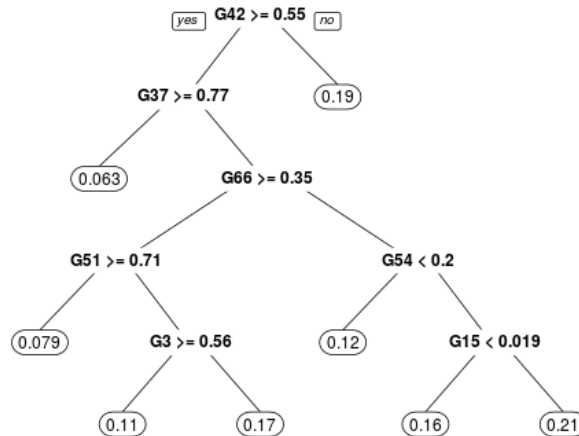 yes G42 >= 0.55 no
G37 >= 0.77 0.19
0.063 G66 >= 0.35
G51 >= 0.71 G54 < 0.2
0.079 G3 >= 0.56 0.12 G15 < 0.019
0.11 0.17 0.16 0.21